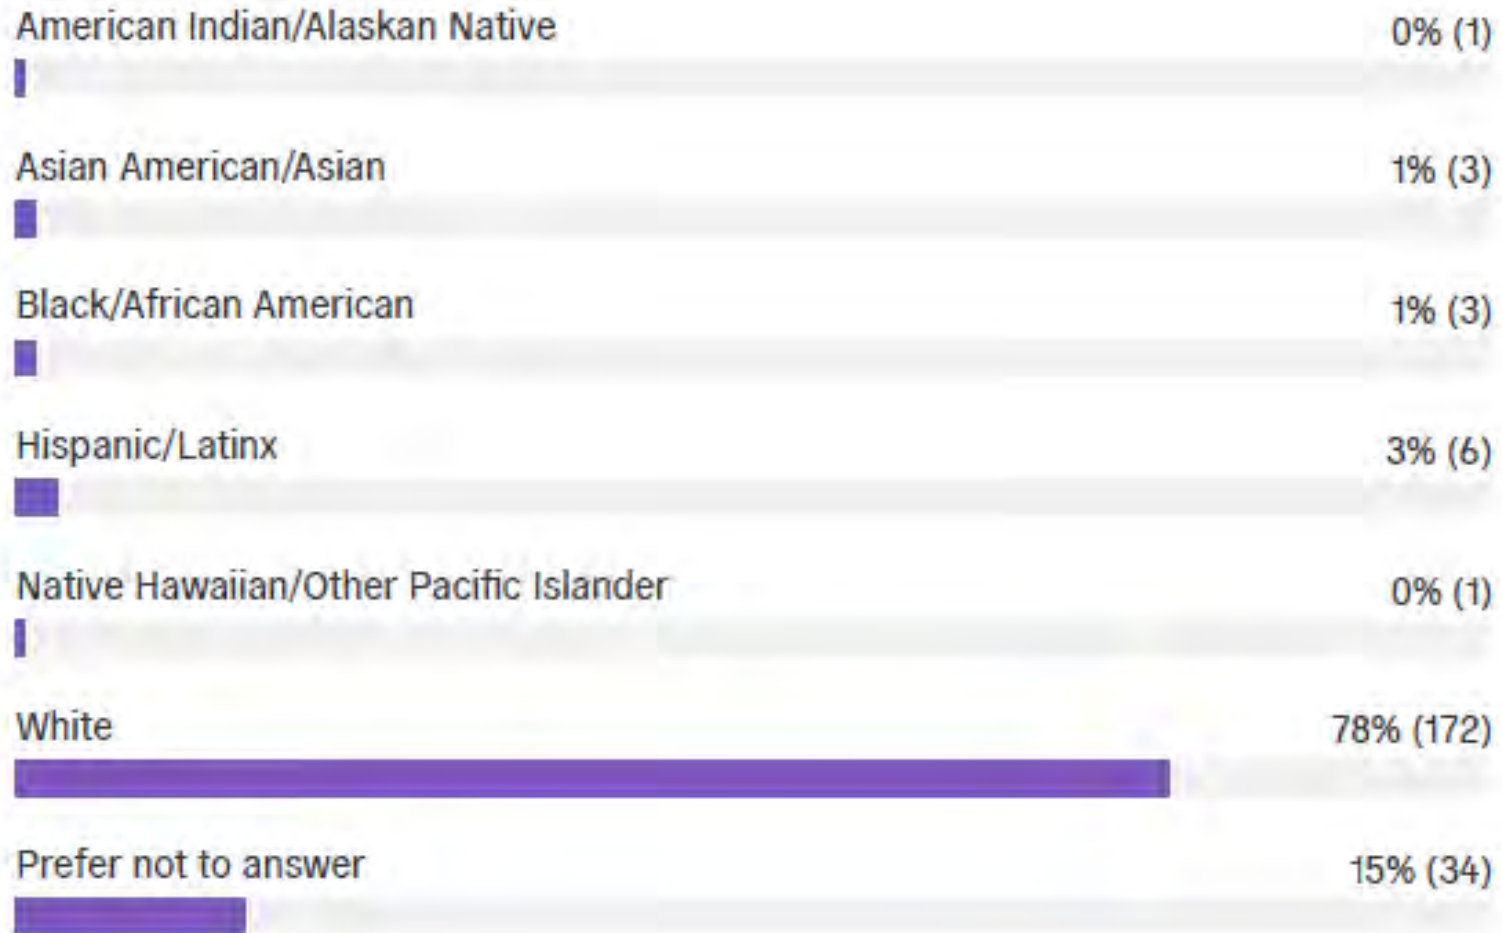 American Indian/Alaskan Native 0% (1)
Asian American/Asian 1% (3)
Black/African American 1% (3)
Hispanic/Latinx 3% (6)
Native Hawaiian/Other Pacific Islander 0% (1)
White 78% (172)
Prefer not to answer 15% (34)